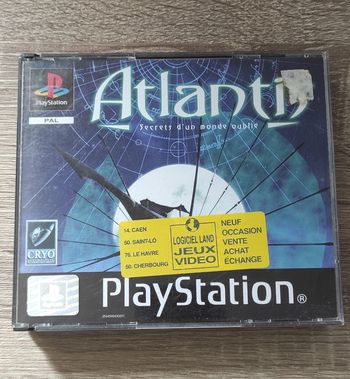 PlayStation
PAL
Atlantis
Secrets d'un monde oublié
CRYO
14. CAEN
50. SAINT-LÔ
76. LE HAVRE
50. CHERBOURG
LOGICIEL LAND
JEUX
VIDEO
NEUF
OCCASION
VENTE
ACHAT
ÉCHANGE
PlayStation®